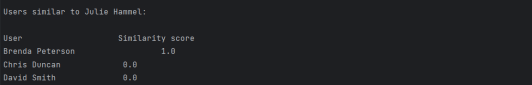 Users similar to Julie Hammel:
User Similarity score
Brenda Peterson 1.0
Chris Duncan 0.0
David Smith 0.0